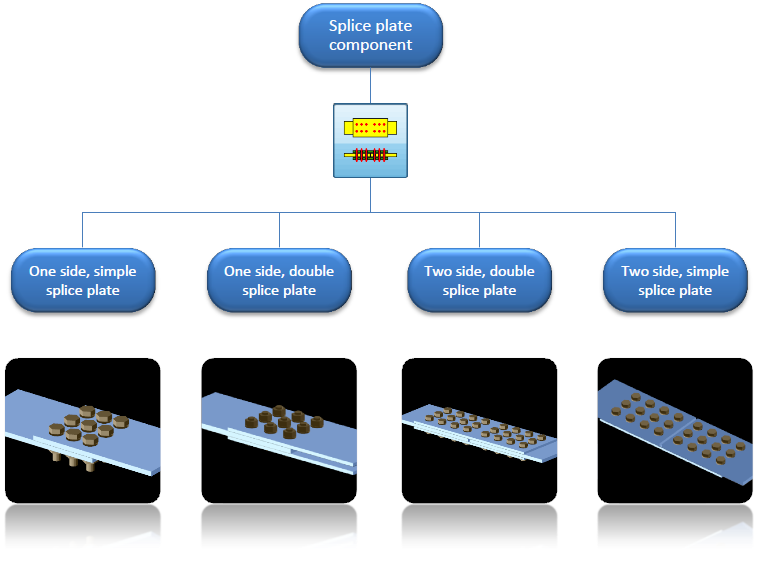 Splice plate
component
One side, simple
splice plate
One side, double
splice plate
Two side, double
splice plate
Two side, simple
splice plate